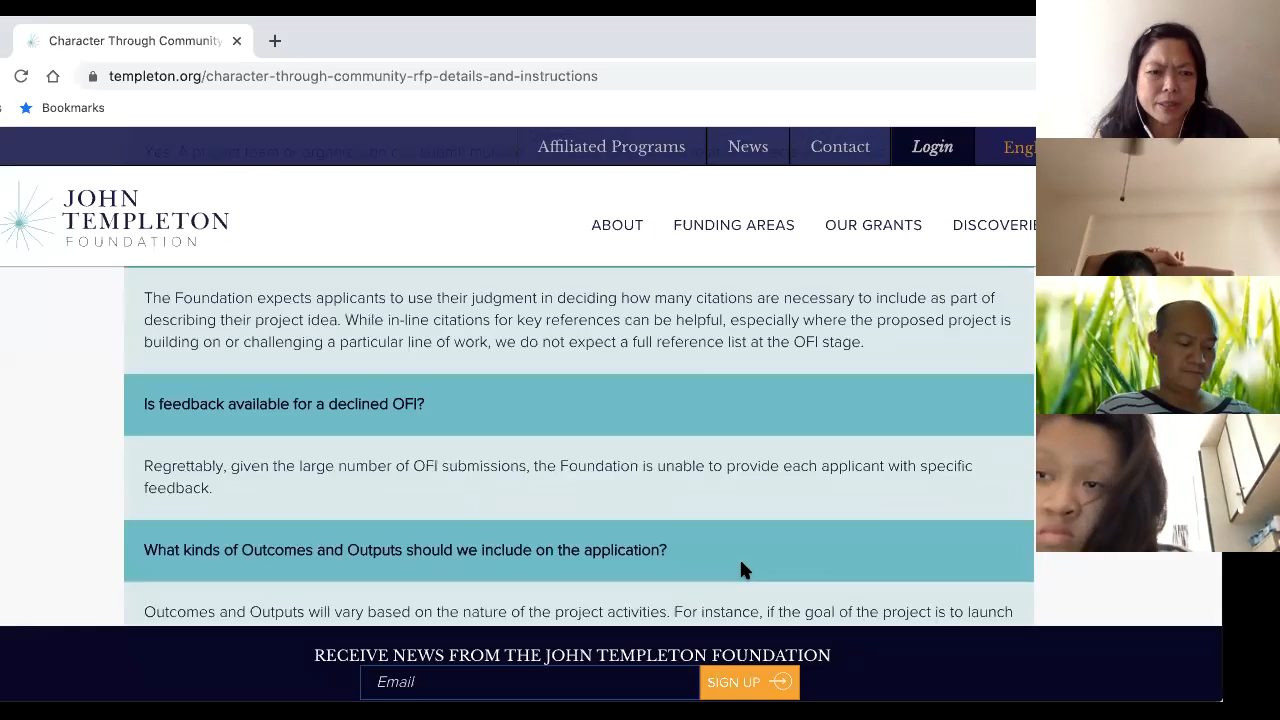 Character Through Community
templeton.org/character-through-community-rfp-details-and-instructions
Bookmarks
Affiliated Programs
News
Contact
Login
Engl
JOHN
TEMPLETON
FOUNDATION
ABOUT
FUNDING AREAS
OUR GRANTS
DISCOVERIE
The Foundation expects applicants to use their judgment in deciding how many citations are necessary to include as part of
describing their project idea. While in-line citations for key references can be helpful, especially where the proposed project is
building on or challenging a particular line of work, we do not expect a full reference list at the OFI stage.
Is feedback available for a declined OFI?
Regrettably, given the large number of OFI submissions, the Foundation is unable to provide each applicant with specific
feedback.
What kinds of Outcomes and Outputs should we include on the application?
Outcomes and Outputs will vary based on the nature of the project activities. For instance, if the goal of the project is to launch
RECEIVE NEWS FROM THE JOHN TEMPLETON FOUNDATION
Email
SIGN UP